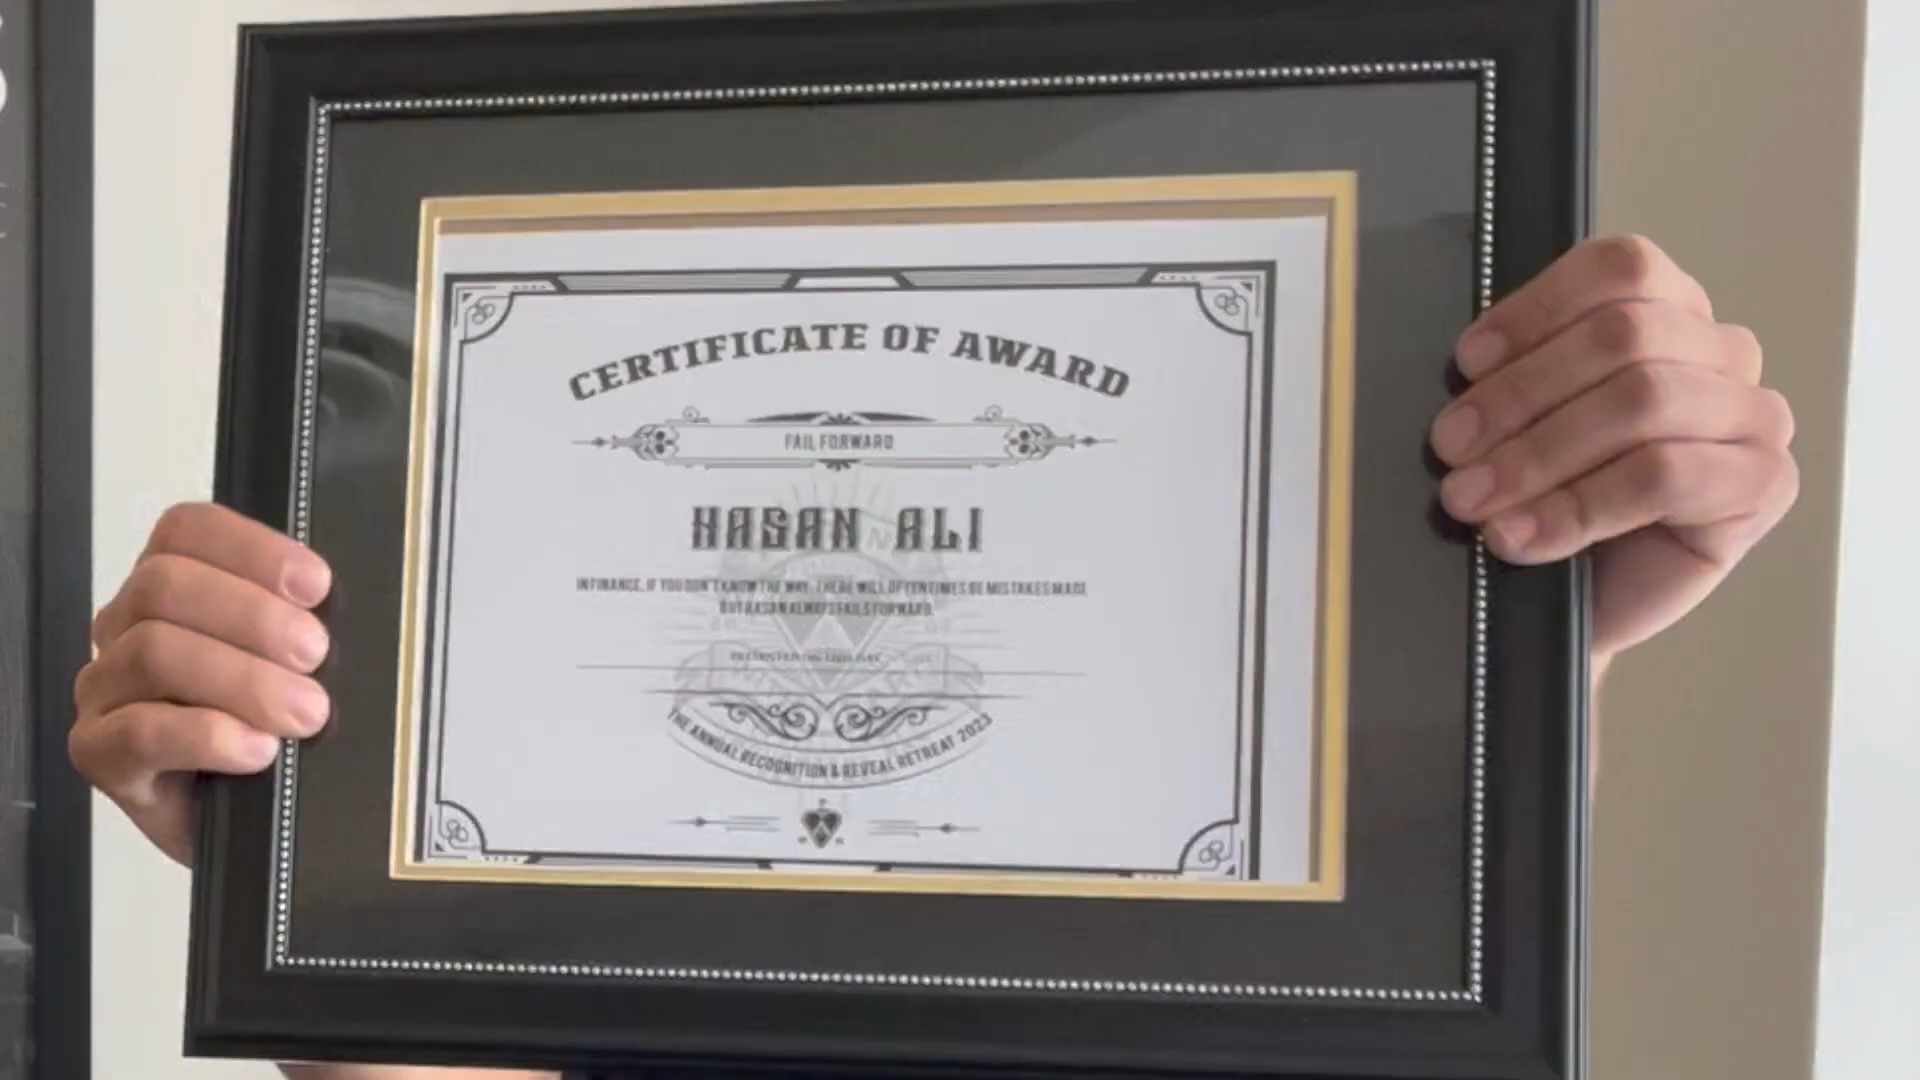 CERTIFICATE OF AWARD
FAIL FORWARD
HASAN ALI
IN FINANCE, IF YOU DON'T KNOW THE WAY, THERE WILL OFTENTIMES BE MISTAKES MADE
BUT HASAN ALWAYS FAILS FORWARD.
THE ANNUAL RECOGNITION & REVEAL RETREAT 2023